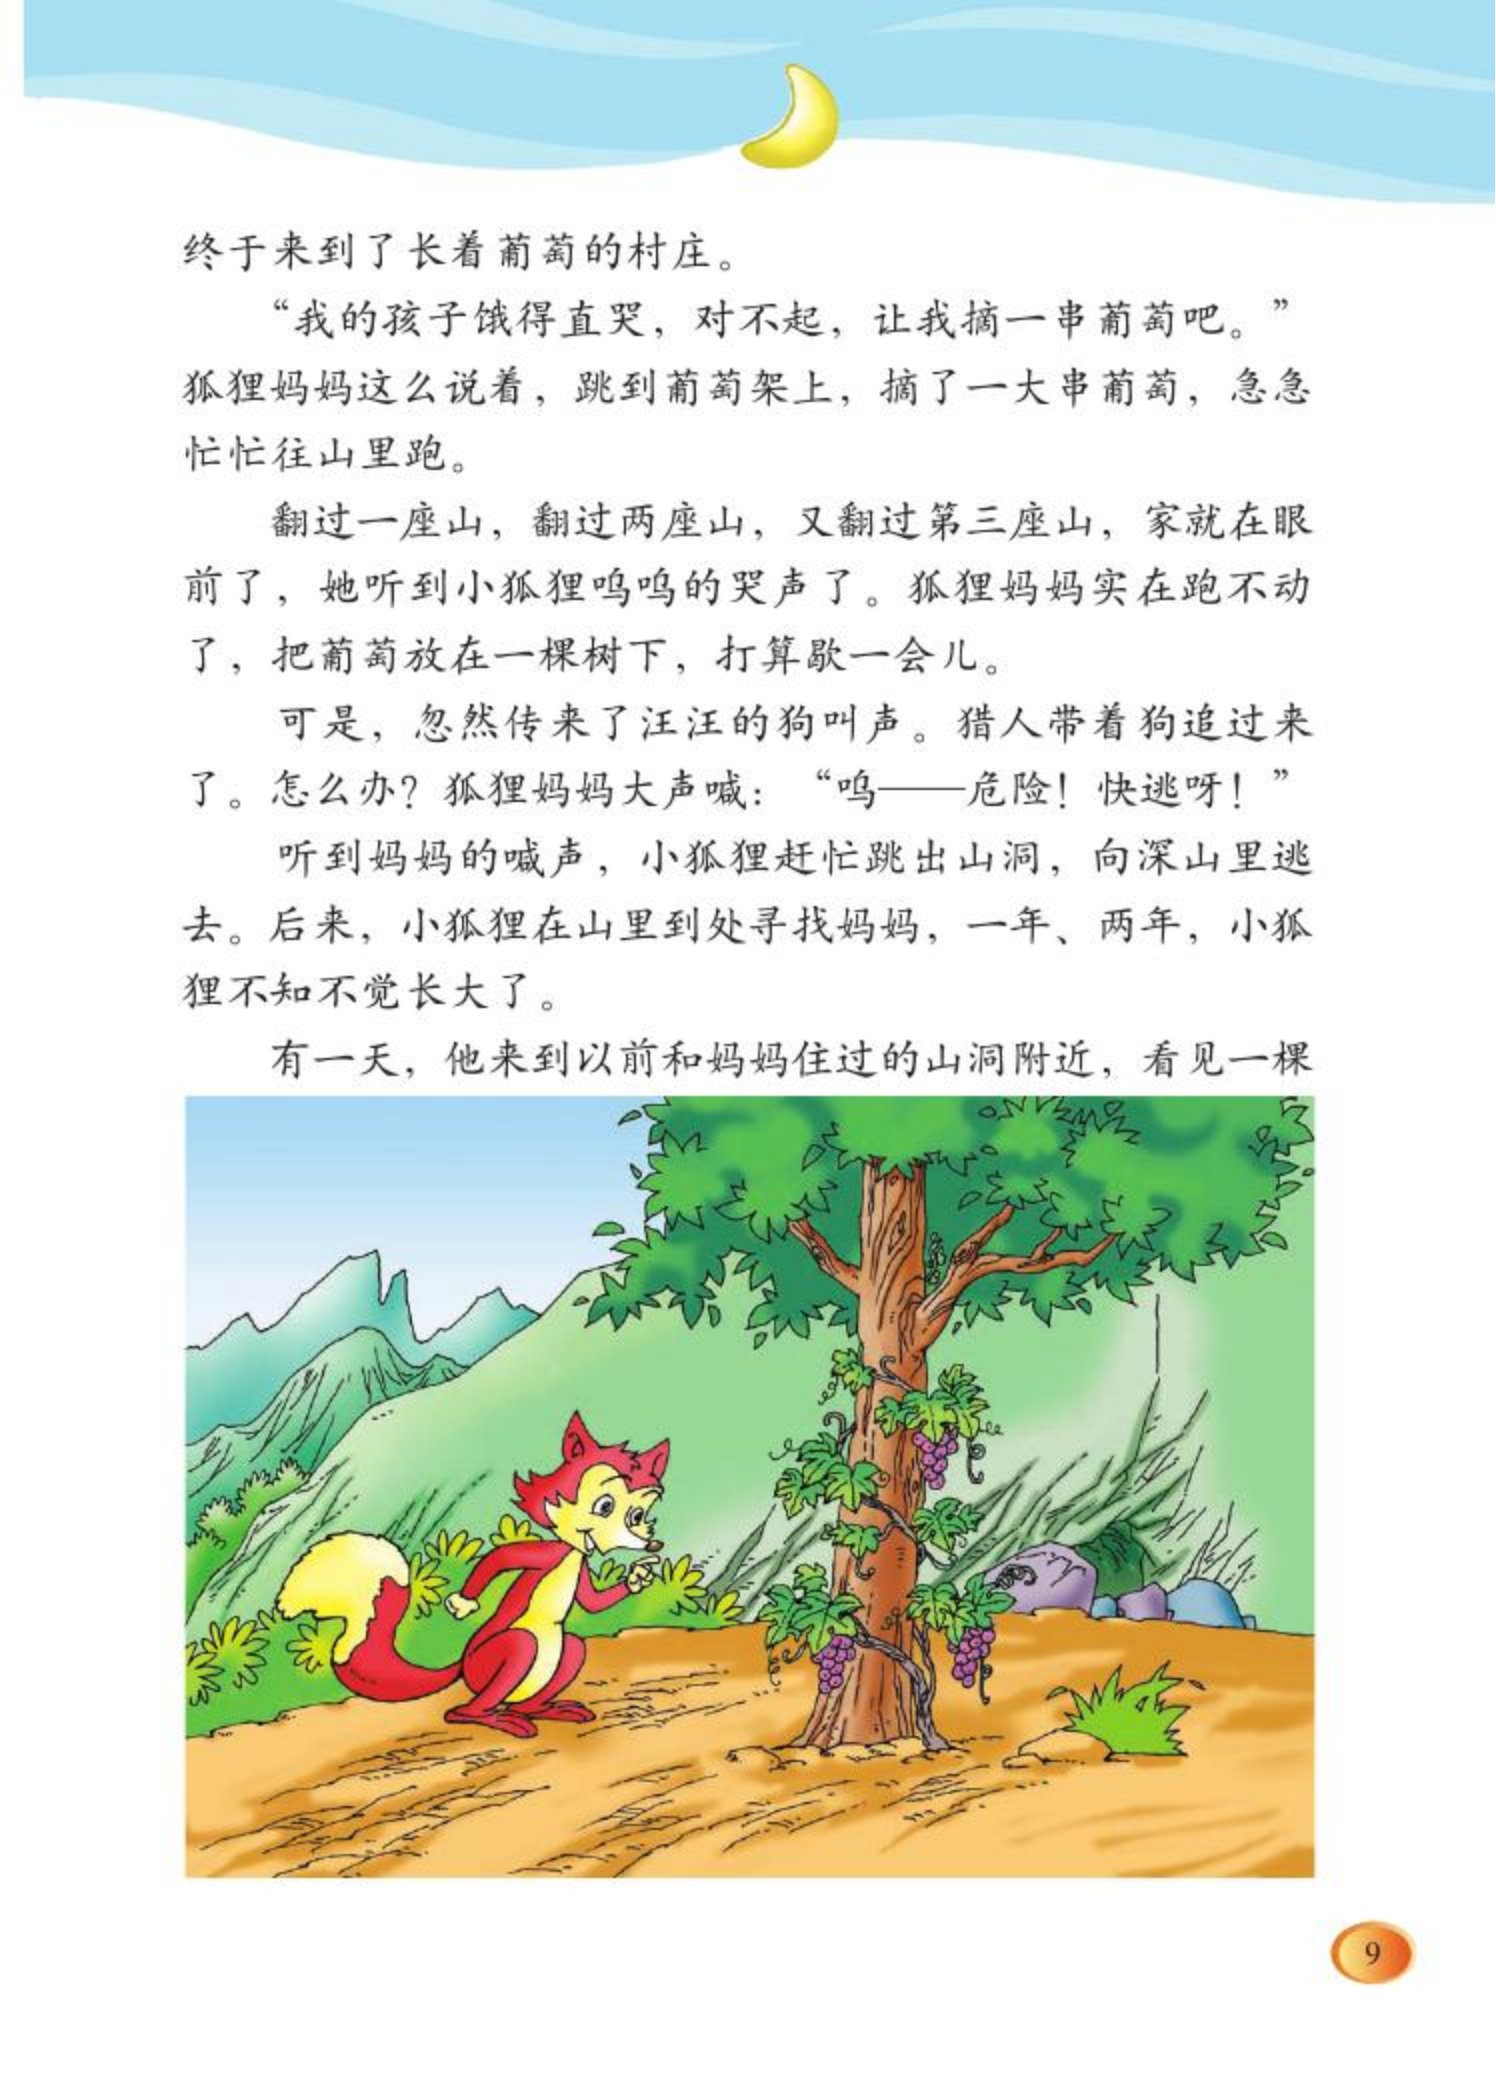 终于来到了长着葡萄的村庄。
“我的孩子饿得直哭，对不起，让我摘一串葡萄吧。”
狐狸妈妈这么说着，跳到葡萄架上，摘了一大串葡萄，急急
忙忙往山里跑。
翻过一座山，翻过两座山，又翻过第三座山，家就在眼
前了，她听到小狐狸呜呜的哭声了。狐狸妈妈实在跑不动
了，把葡萄放在一棵树下，打算歇一会儿。
可是，忽然传来了汪汪的狗叫声。猎人带着狗追过来
了。怎么办？狐狸妈妈大声喊：“呜——危险！快逃呀！”
听到妈妈的喊声，小狐狸赶忙跳出山洞，向深山里逃
去。后来，小狐狸在山里到处寻找妈妈，一年、两年，小狐
狸不知不觉长大了。
有一天，他来到以前和妈妈住过的山洞附近，看见一棵
9